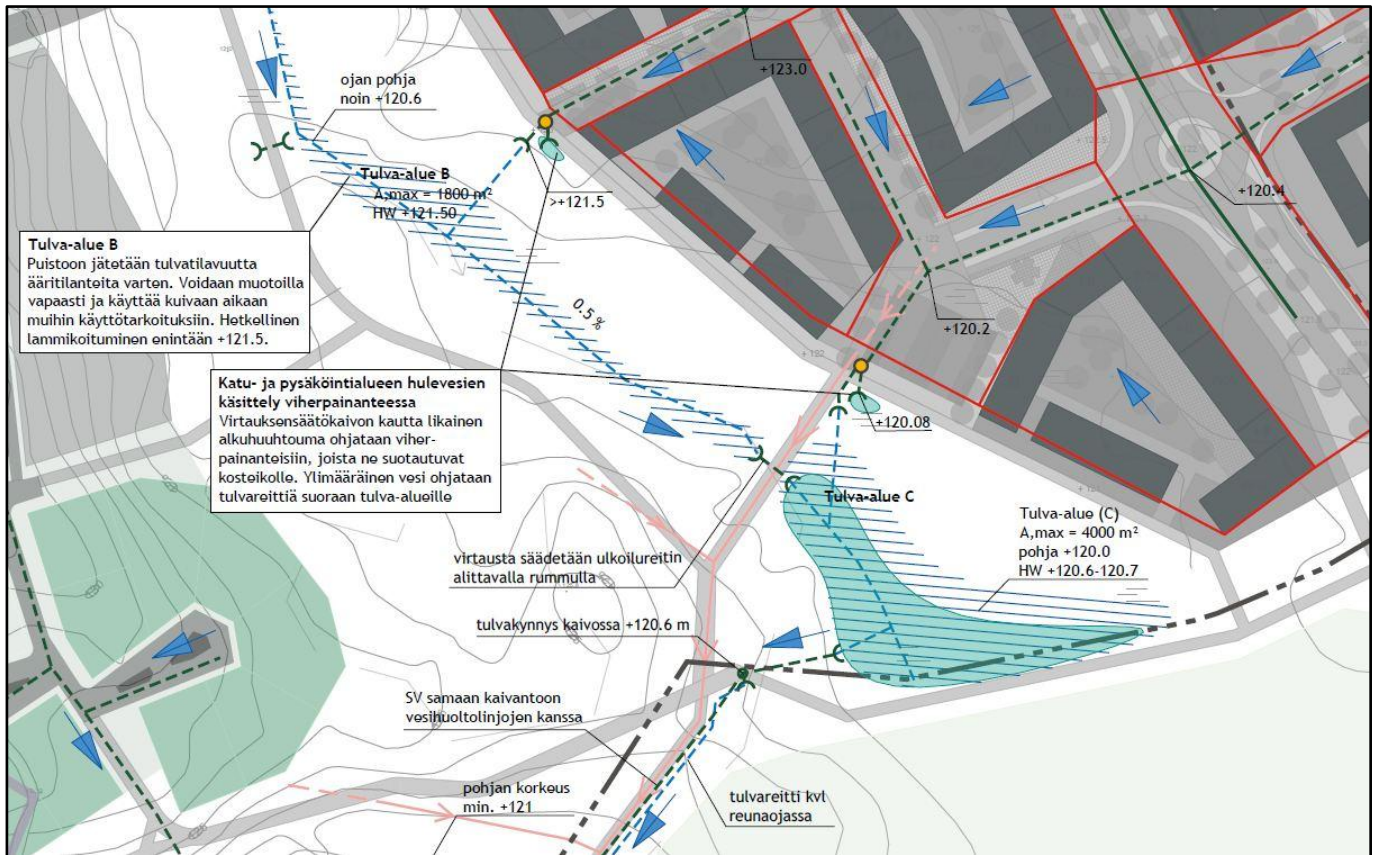 +123.0
ojan pohja
noin +120.6
Tulva-alue B
A,max = 1800 m²
HW +121.50
>+121.5
+120.4
Tulva-alue B
Puistoon jätetään tulvatilavuutta
ääritilanteita varten. Voidaan muotoilla
vapaasti ja käyttää kuivaan aikaan
muihin käyttötarkoituksiin. Hetkellinen
lammikoituminen enintään +121.5.
0.5 %
+120.2
Katu- ja pysäköintialueen hulevesien
käsittely viherpainanteessa
Virtauksensäätökaivon kautta likainen
alkuhuuhtouma ohjataan viher-
painanteisiin, joista ne suotautuvat
kosteikolle. Ylimääräinen vesi ohjataan
tulvareittiä suoraan tulva-alueille
+ 122
+120.08
Tulva-alue C
Tulva-alue (C)
A,max = 4000 m²
pohja +120.0
HW +120.6-120.7
virtausta säädetään ulkoilureitin
alittavalla rummulla
tulvakynnys kaivossa +120.6 m
SV samaan kaivantoon
vesihuoltolinjojen kanssa
pohjan korkeus
min. +121
tulvareitti kvl
reunaojassa